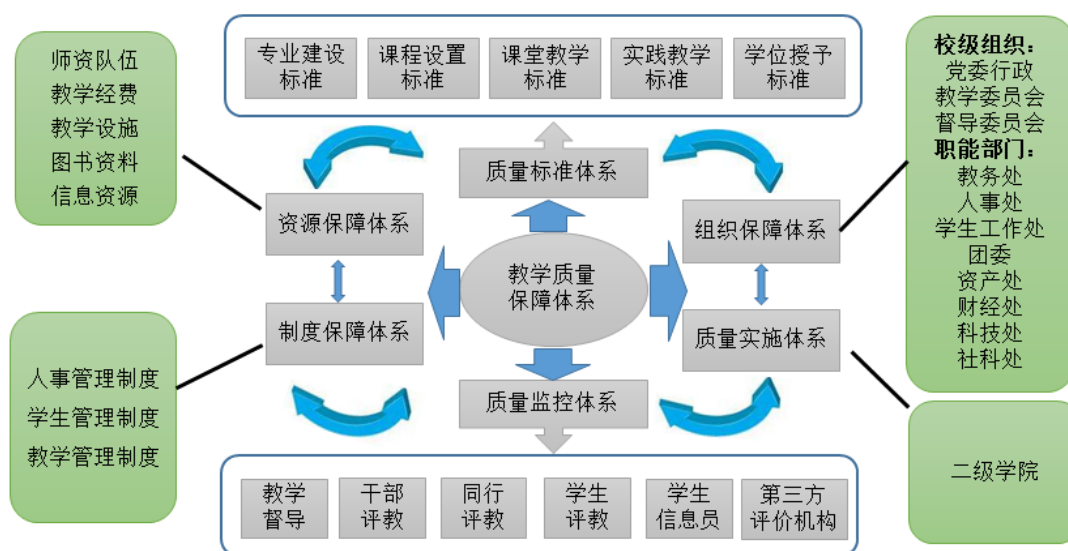 专业建设
标准
课程设置
标准
课堂教学
标准
实践教学
标准
学位授予
标准
师资队伍
教学经费
教学设施
图书资料
信息资源
校级组织：
党委行政
教学委员会
督导委员会
职能部门：
教务处
人事处
学生工作处
团委
资产处
财经处
科技处
社科处
质量标准体系
资源保障体系
组织保障体系
教学质量
保障体系
制度保障体系
质量实施体系
质量监控体系
人事管理制度
学生管理制度
教学管理制度
二级学院
教学
督导
干部
评教
同行
评教
学生
评教
学生
信息员
第三方
评价机构